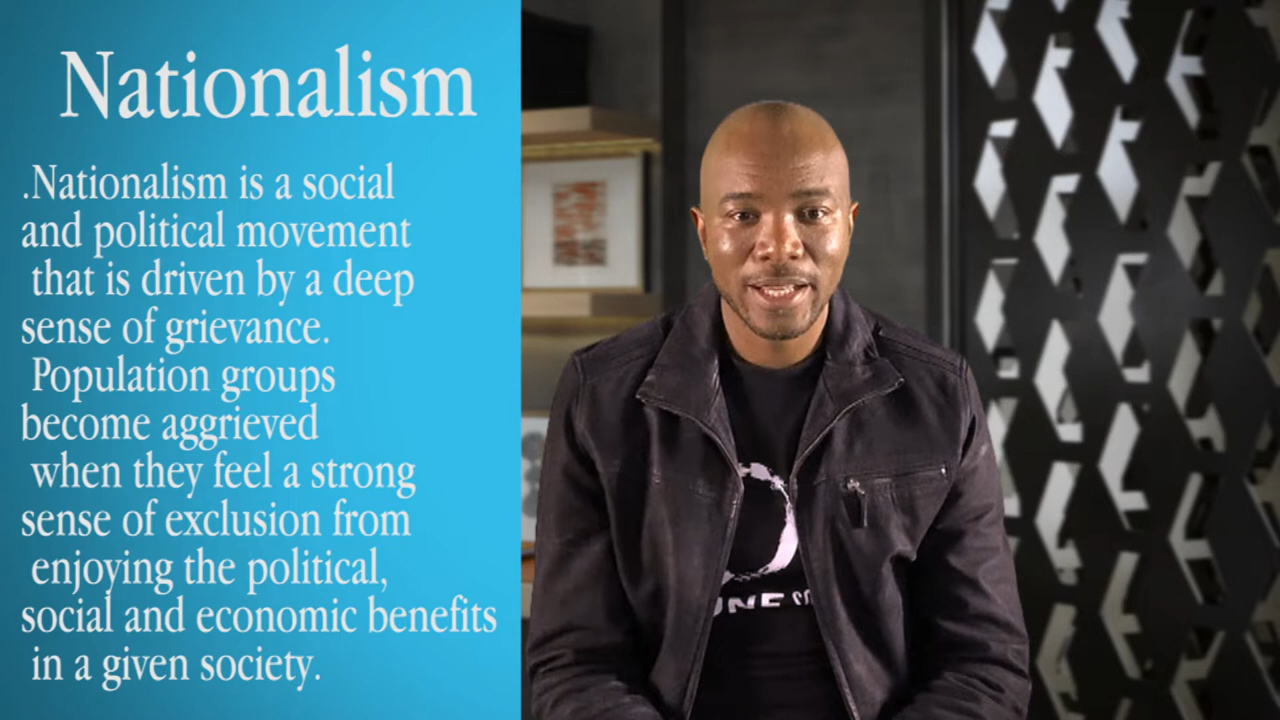 Nationalism
.Nationalism is a social
and political movement
that is driven by a deep
sense of grievance.
Population groups
become aggrieved
when they feel a strong
sense of exclusion from
enjoying the political,
social and economic benefits
in a given society.